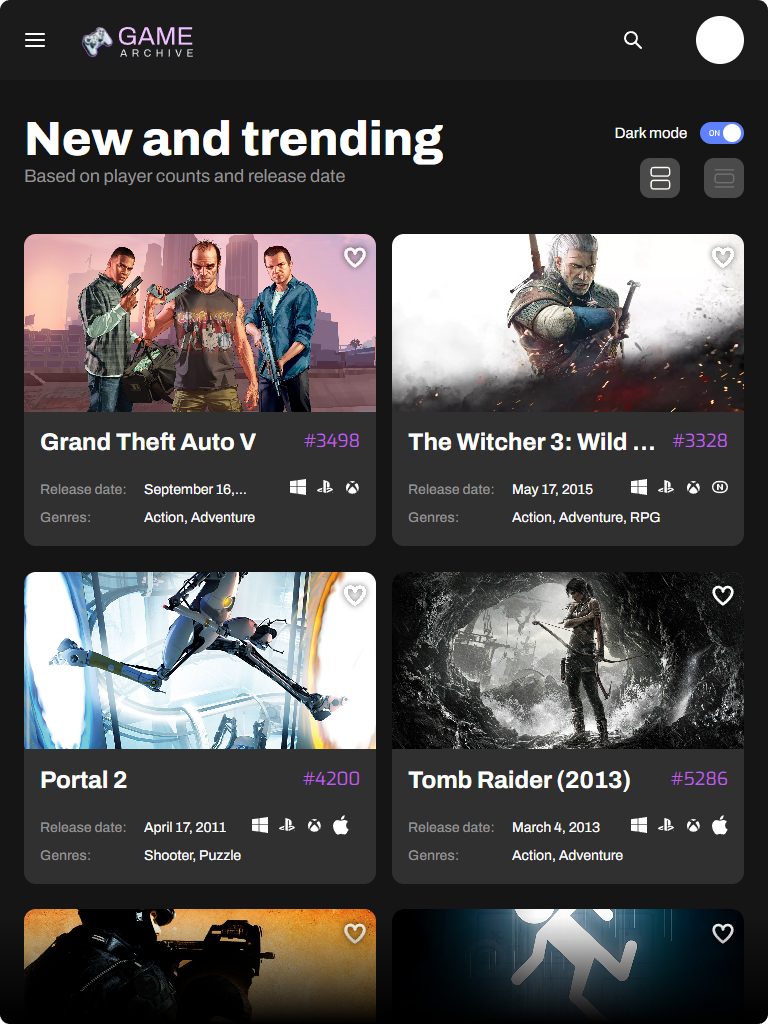 GAME
ARCHIVE
New and trending
Based on player counts and release date
Dark mode
ON
Grand Theft Auto V
#3498
Release date:
September 16,...
Genres:
Action, Adventure
The Witcher 3: Wild ...
#3328
Release date:
May 17, 2015
Genres:
Action, Adventure, RPG
Portal 2
#4200
Release date:
April 17, 2011
Genres:
Shooter, Puzzle
Tomb Raider (2013)
#5286
Release date:
March 4, 2013
Genres:
Action, Adventure